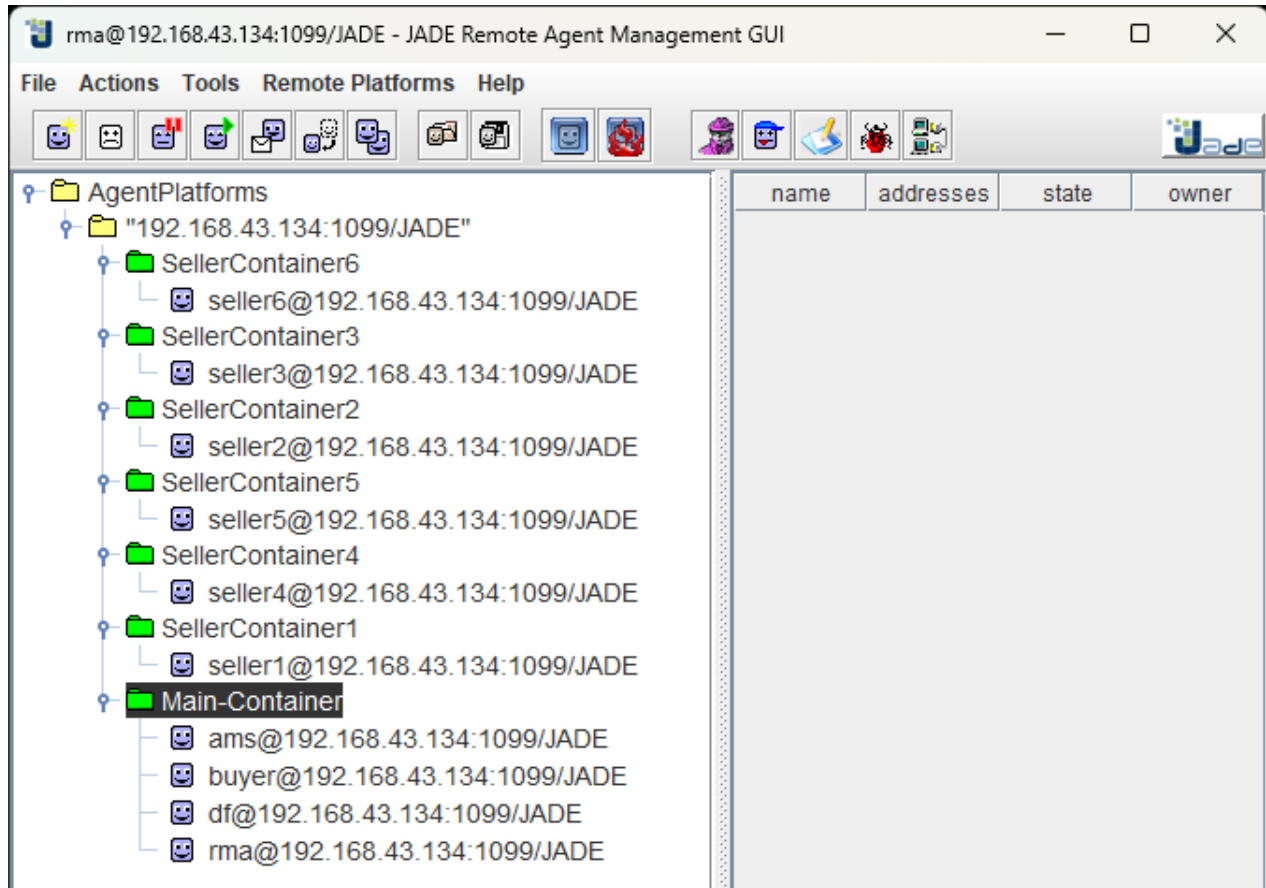 rma@192.168.43.134:1099/JADE - JADE Remote Agent Management GUI
File Actions Tools Remote Platforms Help
Jade
AgentPlatforms
"192.168.43.134:1099/JADE"
SellerContainer6
seller6@192.168.43.134:1099/JADE
SellerContainer3
seller3@192.168.43.134:1099/JADE
SellerContainer2
seller2@192.168.43.134:1099/JADE
SellerContainer5
seller5@192.168.43.134:1099/JADE
SellerContainer4
seller4@192.168.43.134:1099/JADE
SellerContainer1
seller1@192.168.43.134:1099/JADE
Main-Container
ams@192.168.43.134:1099/JADE
buyer@192.168.43.134:1099/JADE
df@192.168.43.134:1099/JADE
rma@192.168.43.134:1099/JADE
name addresses state owner